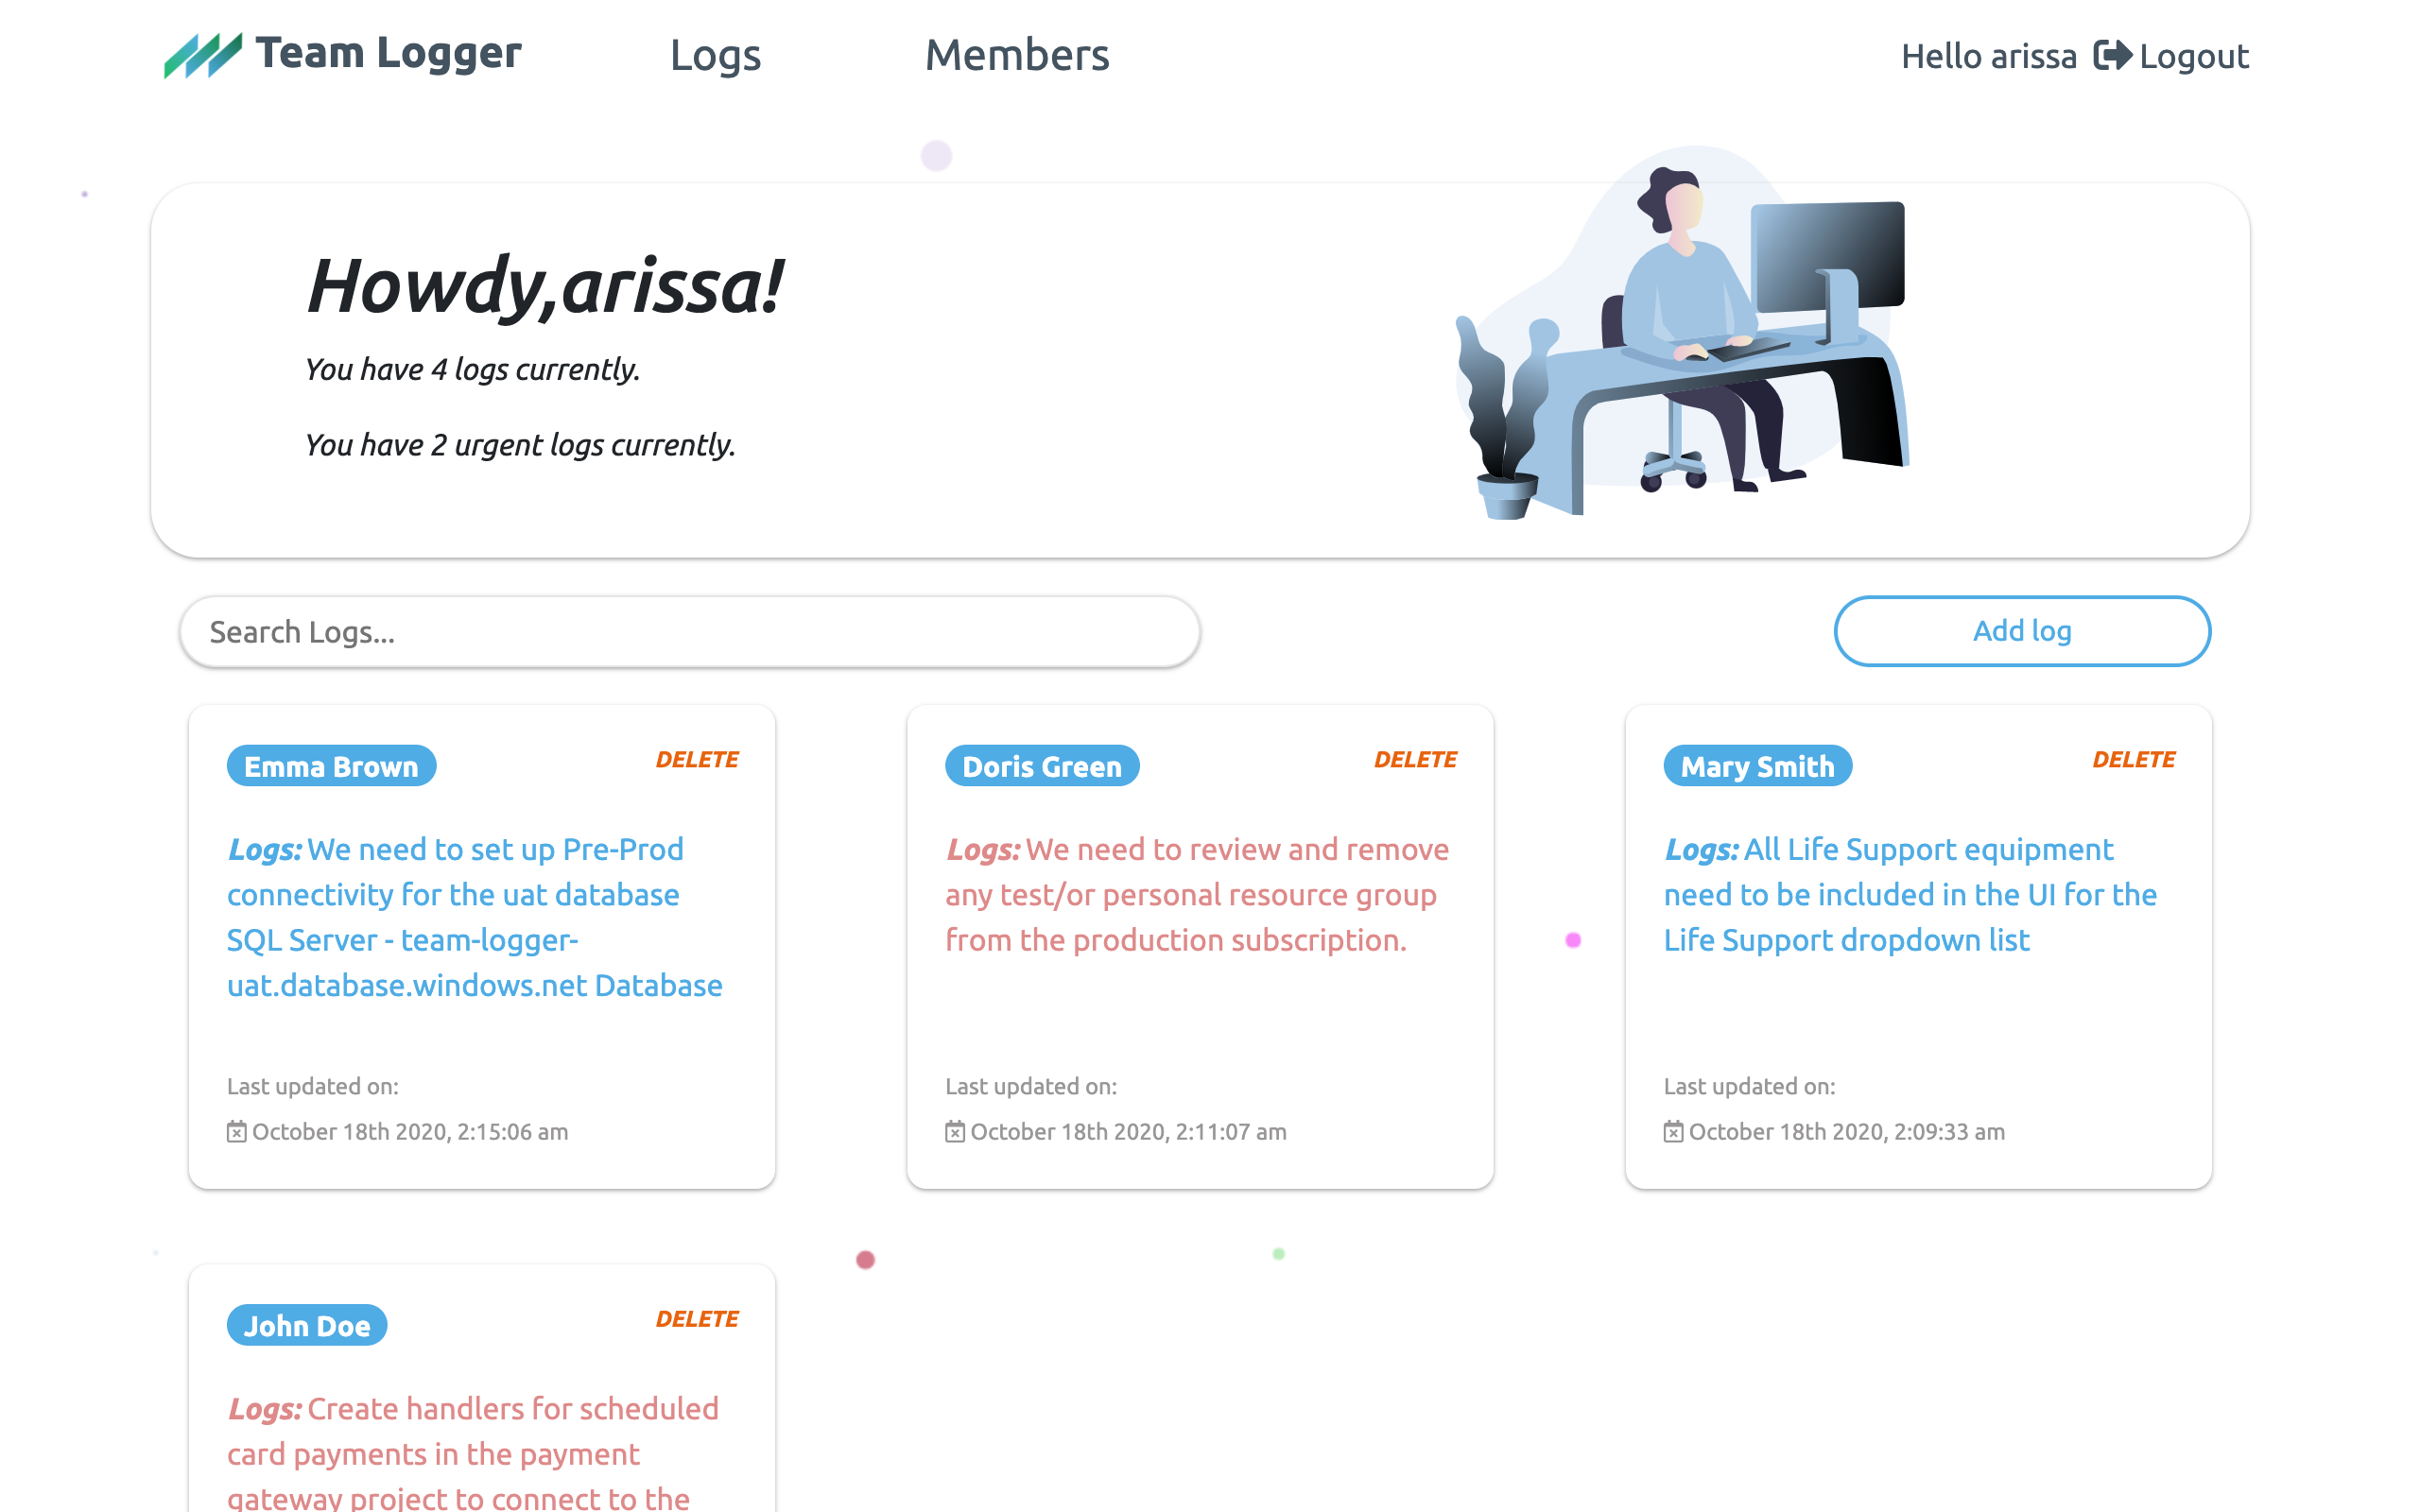 Team Logger
Logs
Members
Hello arissa
Logout
Howdy,arissa!
You have 4 logs currently.
You have 2 urgent logs currently.
Search Logs...
Add log
Emma Brown
DELETE
Logs: We need to set up Pre-Prod
connectivity for the uat database
SQL Server - team-logger-
uat.database.windows.net Database
Last updated on:
October 18th 2020, 2:15:06 am
Doris Green
DELETE
Logs: We need to review and remove
any test/or personal resource group
from the production subscription.
Last updated on:
October 18th 2020, 2:11:07 am
Mary Smith
DELETE
Logs: All Life Support equipment
need to be included in the UI for the
Life Support dropdown list
Last updated on:
October 18th 2020, 2:09:33 am
John Doe
DELETE
Logs: Create handlers for scheduled
card payments in the payment
gateway project to connect to the